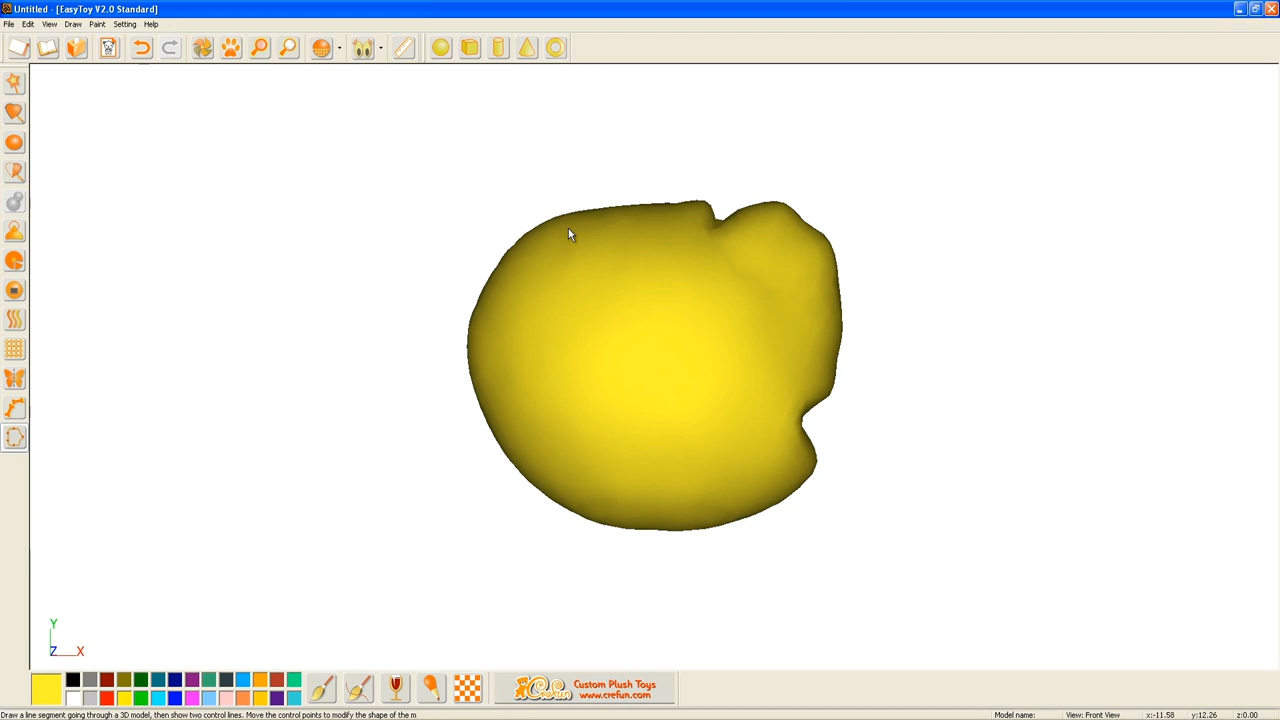 Untitled - [EasyToy V2.0 Standard]
File Edit View Draw Paint Setting Help
Y
Z X
CreFun Custom Plush Toys
www.crefun.com
Draw a line segment going through a 3D model, then show two control lines. Move the control points to modify the shape of the m
Model name: View: Front View x:-11.58 y:12.26 z:0.00